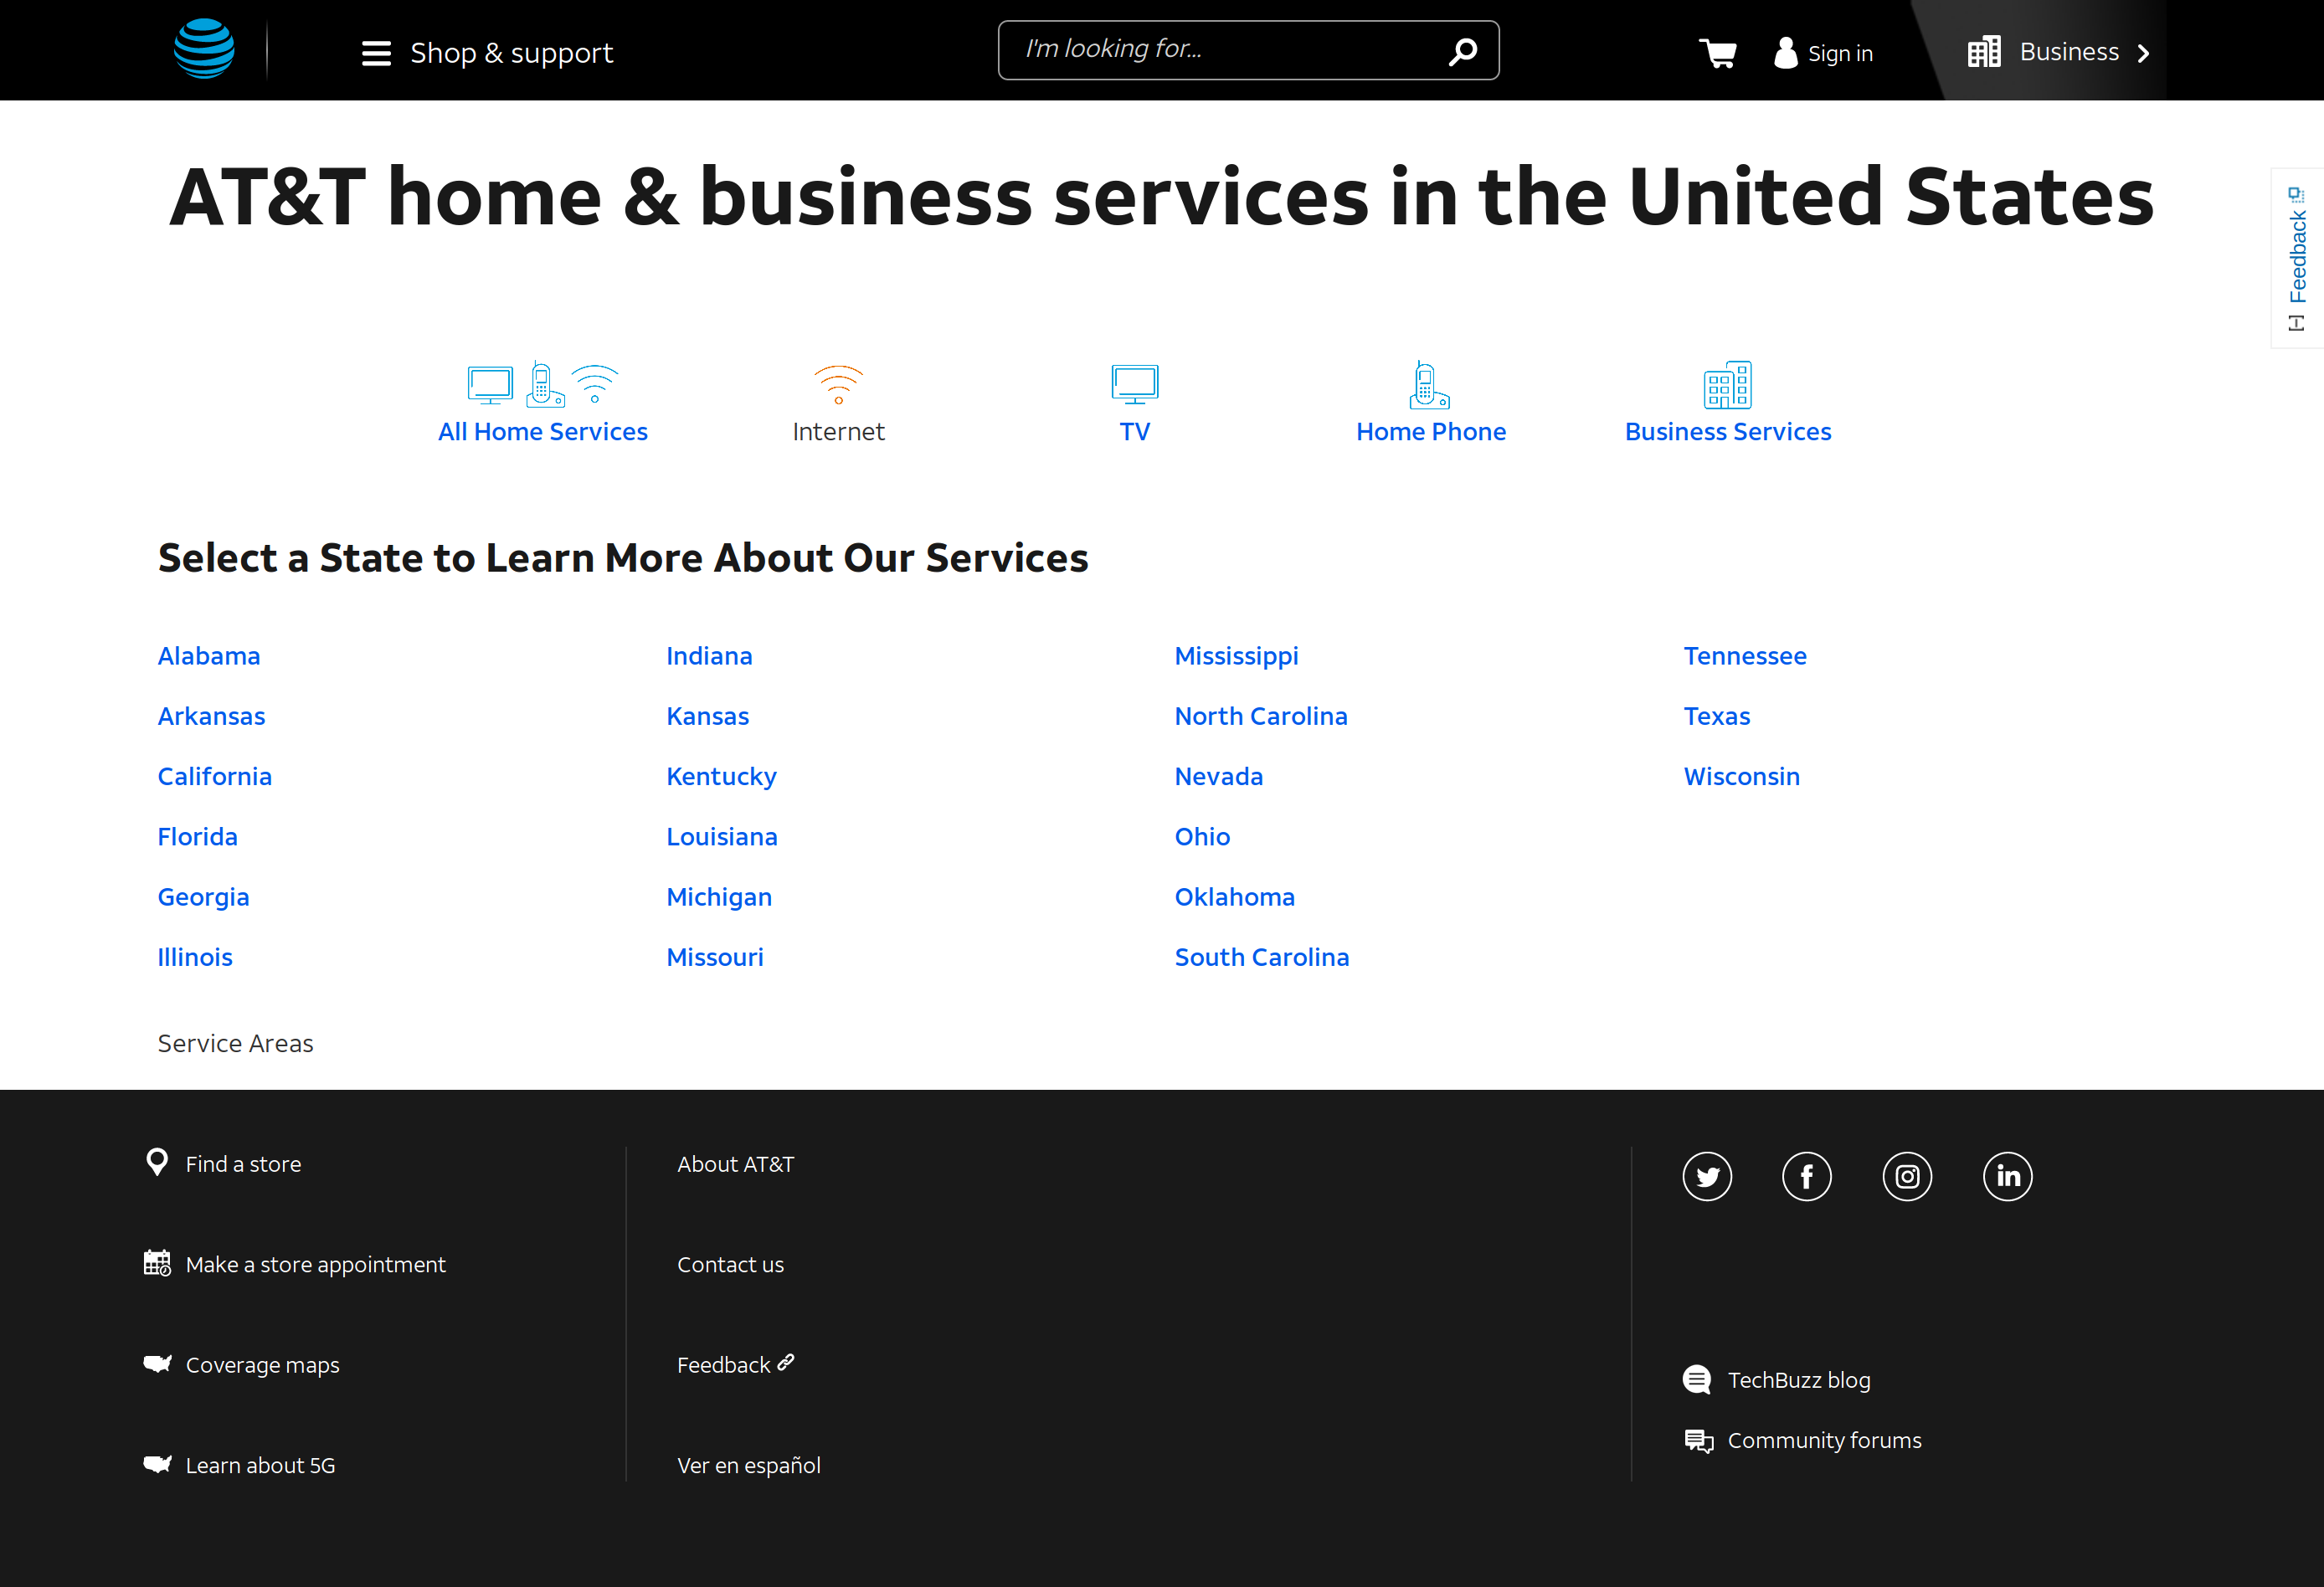 Shop & support
I'm looking for...
Sign in
Business
AT&T home & business services in the United States
[-] Feedback
All Home Services
Internet
TV
Home Phone
Business Services
Select a State to Learn More About Our Services
Alabama
Indiana
Mississippi
Tennessee
Arkansas
Kansas
North Carolina
Texas
California
Kentucky
Nevada
Wisconsin
Florida
Louisiana
Ohio
Georgia
Michigan
Oklahoma
Illinois
Missouri
South Carolina
Service Areas
Find a store
About AT&T
Make a store appointment
Contact us
Coverage maps
Feedback
TechBuzz blog
Community forums
Learn about 5G
Ver en español